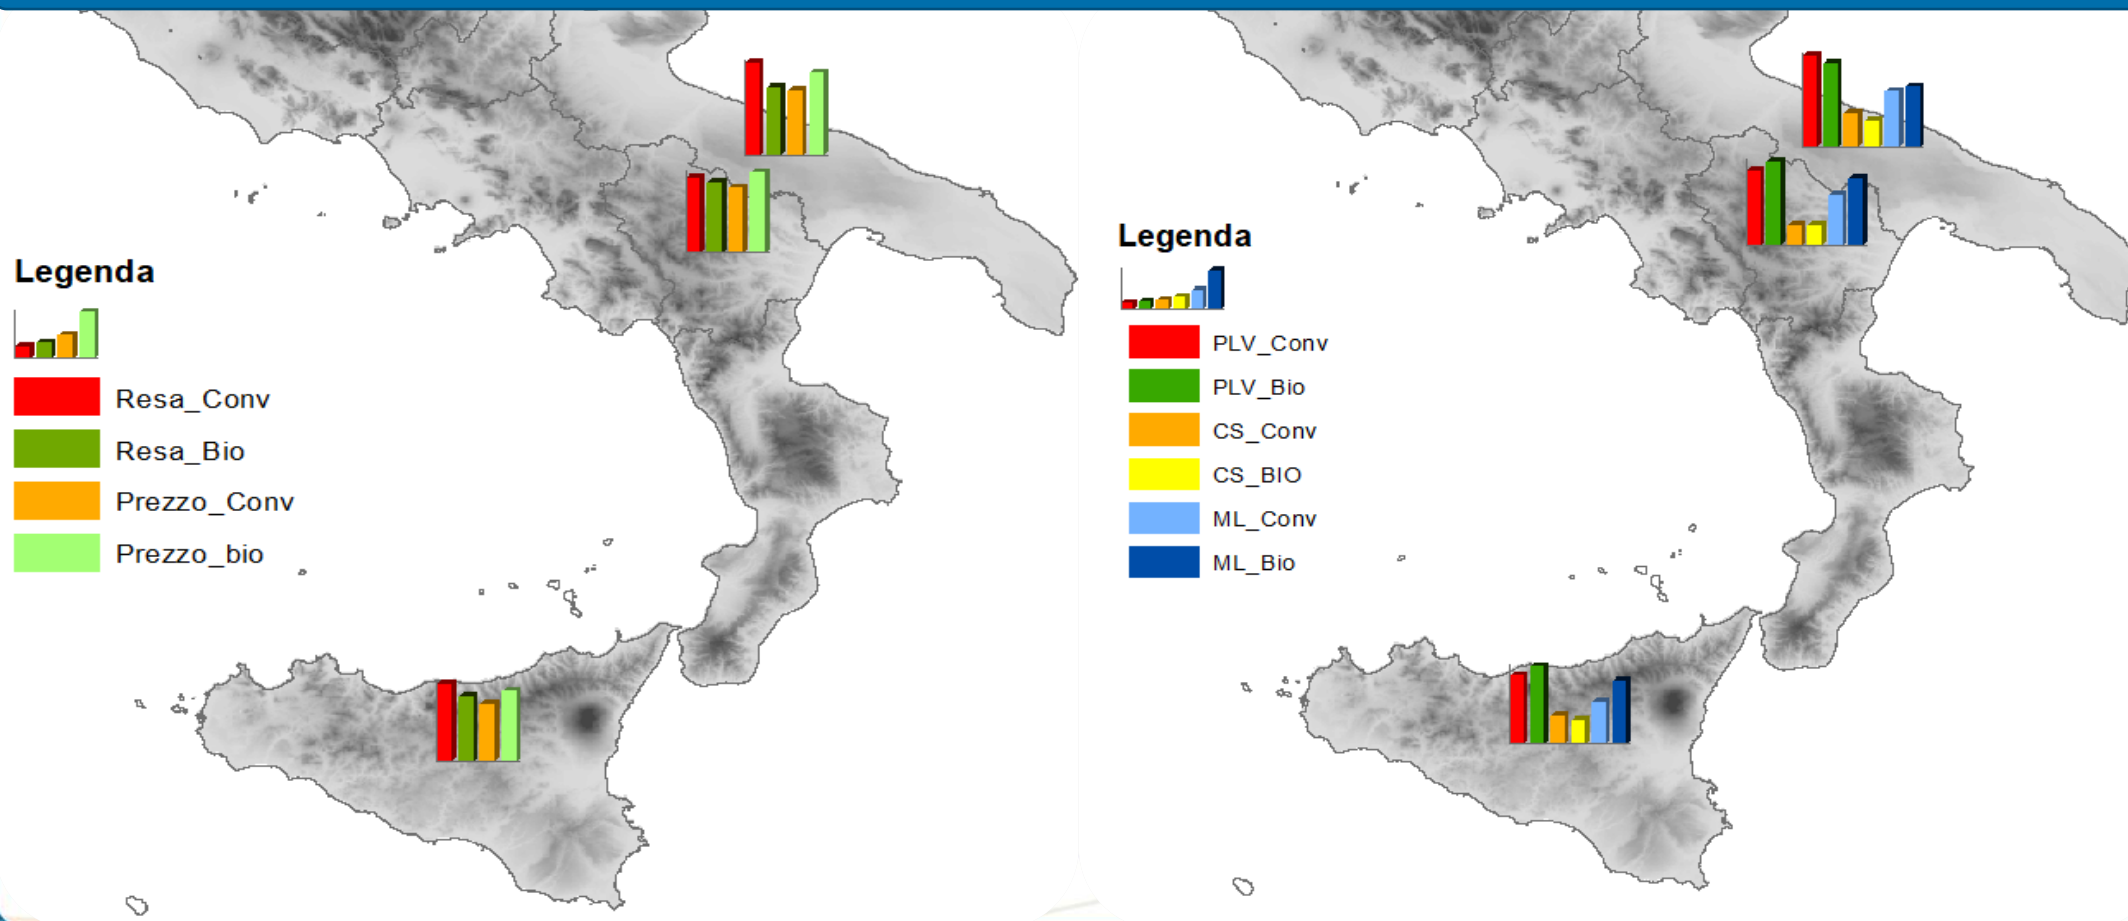 Legenda
Resa_Conv
Resa_Bio
Prezzo_Conv
Prezzo_bio
Legenda
PLV_Conv
PLV_Bio
CS_Conv
CS_BIO
ML_Conv
ML_Bio